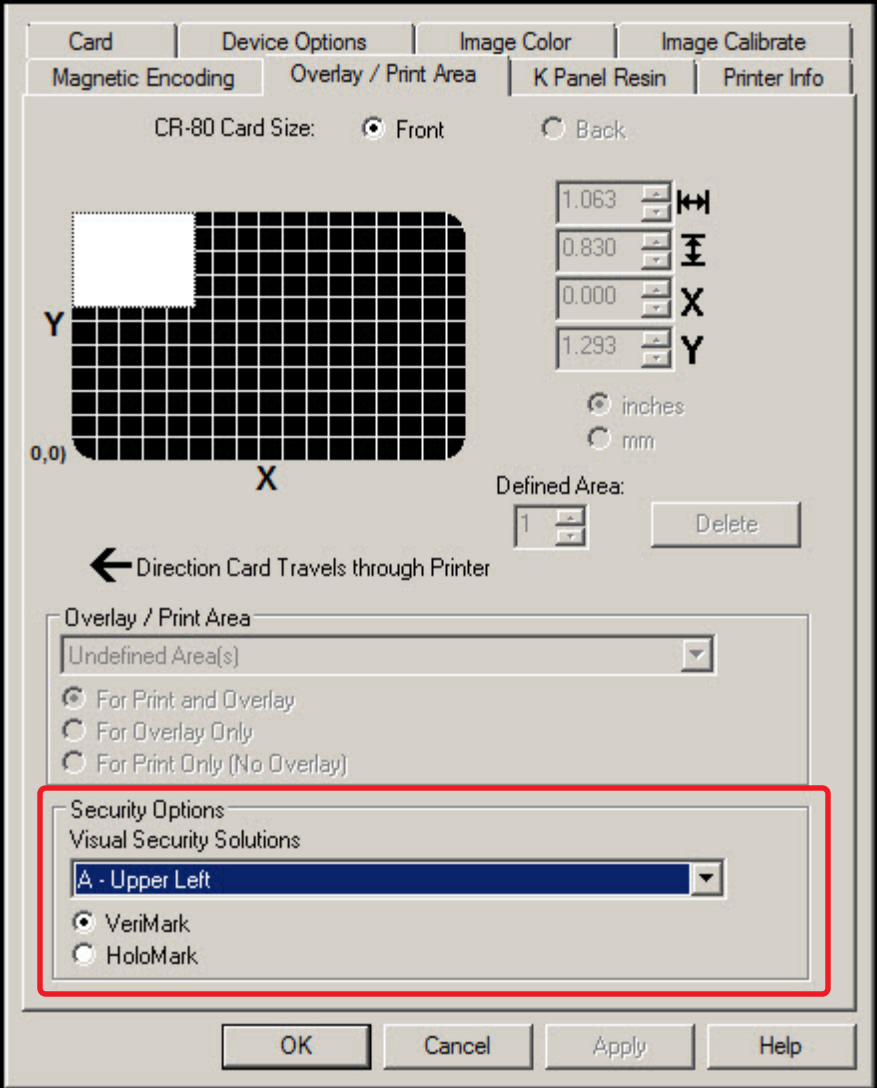 Card Device Options Image Color Image Calibrate
Magnetic Encoding Overlay / Print Area K Panel Resin Printer Info
CR-80 Card Size: Front Back
1.063
0.830
0.000 X
1.293 Y
Y
inches
mm
0,0)
X
Defined Area:
1 Delete
Direction Card Travels through Printer
Overlay / Print Area
Undefined Area(s)
For Print and Overlay
For Overlay Only
For Print Only (No Overlay)
Security Options
Visual Security Solutions
A - Upper Left
VeriMark
HoloMark
OK Cancel Apply Help